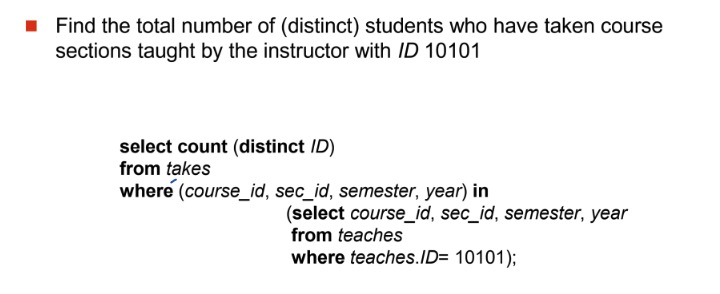 Find the total number of (distinct) students who have taken course
sections taught by the instructor with ID 10101
select count (distinct ID)
from takes
where (course_id, sec_id, semester, year) in
(select course_id, sec_id, semester, year
from teaches
where teaches.ID= 10101);